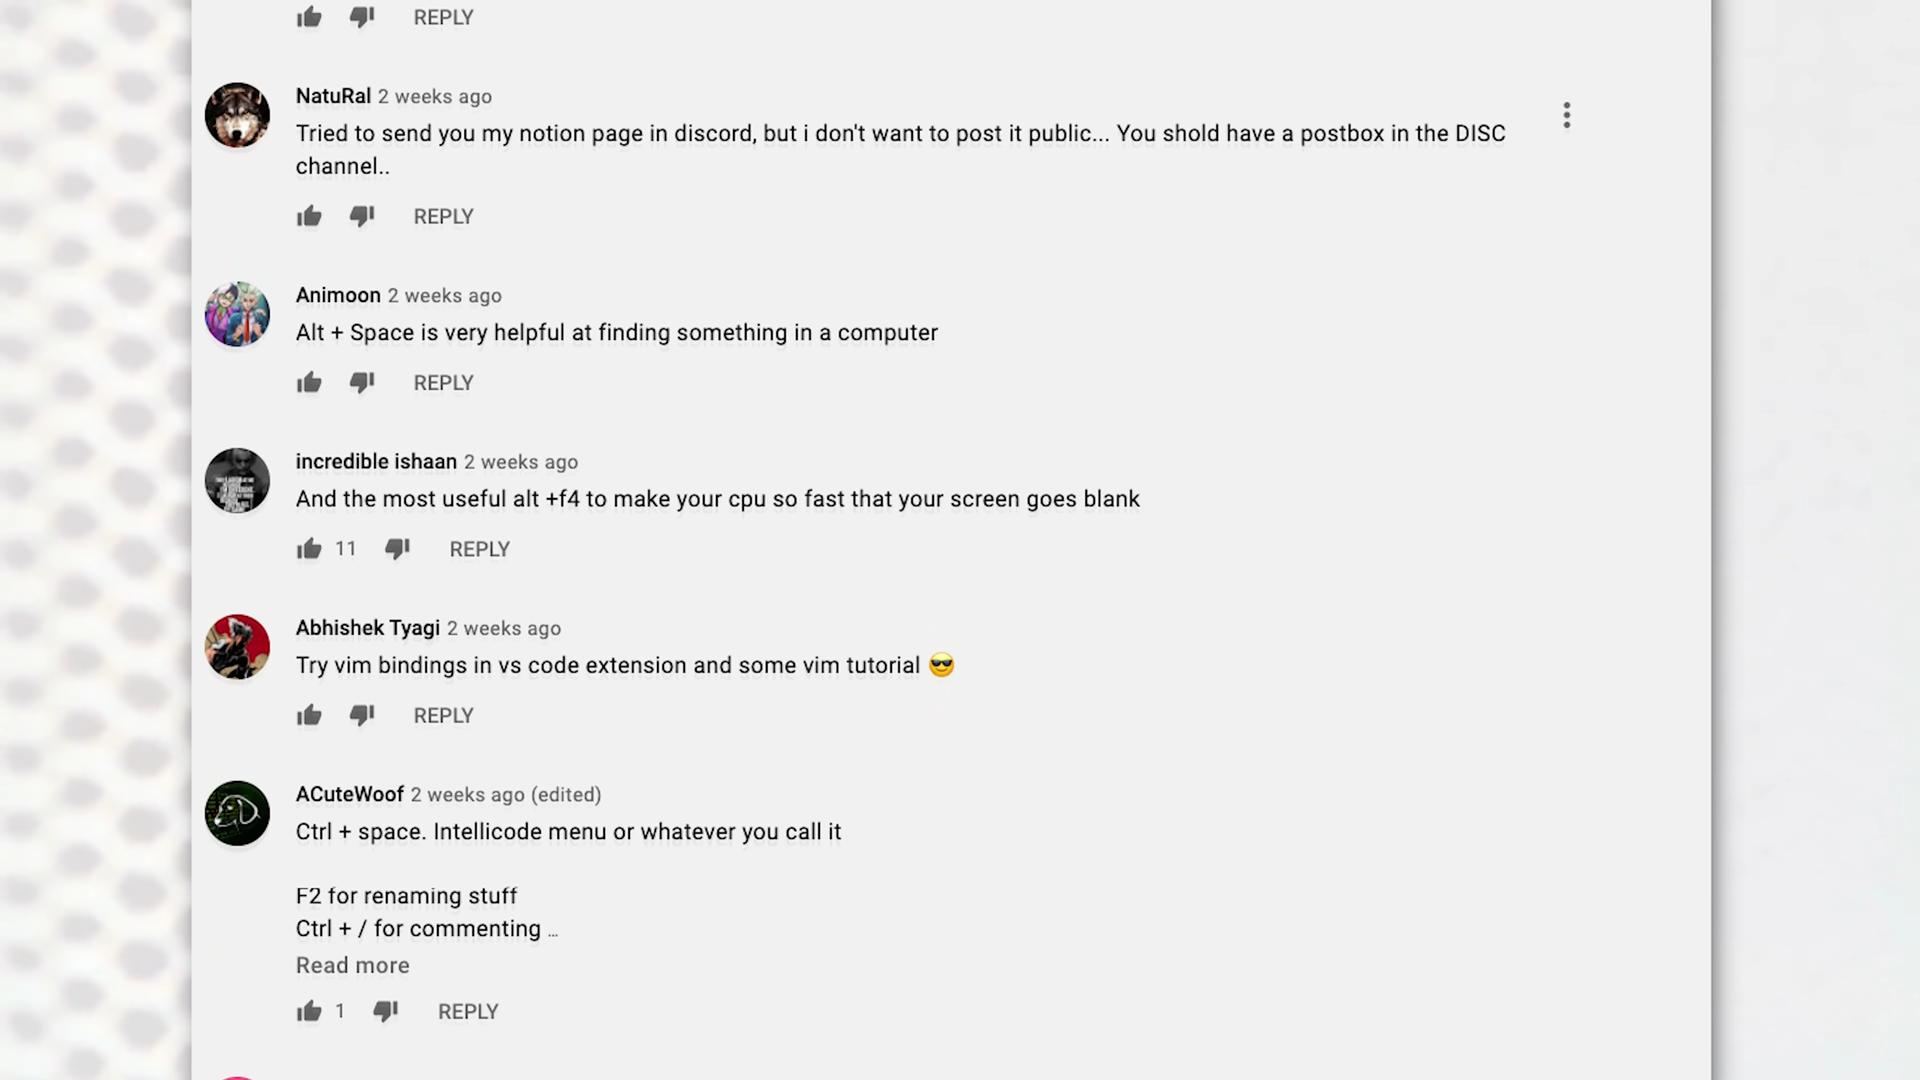 REPLY
NatuRal 2 weeks ago
Tried to send you my notion page in discord, but i don't want to post it public... You shold have a postbox in the DISC
channel..
REPLY
Animoon 2 weeks ago
Alt + Space is very helpful at finding something in a computer
REPLY
incredible ishaan 2 weeks ago
And the most useful alt +f4 to make your cpu so fast that your screen goes blank
11 REPLY
Abhishek Tyagi 2 weeks ago
Try vim bindings in vs code extension and some vim tutorial 😎
REPLY
ACuteWoof 2 weeks ago (edited)
Ctrl + space. Intellicode menu or whatever you call it
F2 for renaming stuff
Ctrl + / for commenting ...
Read more
1 REPLY